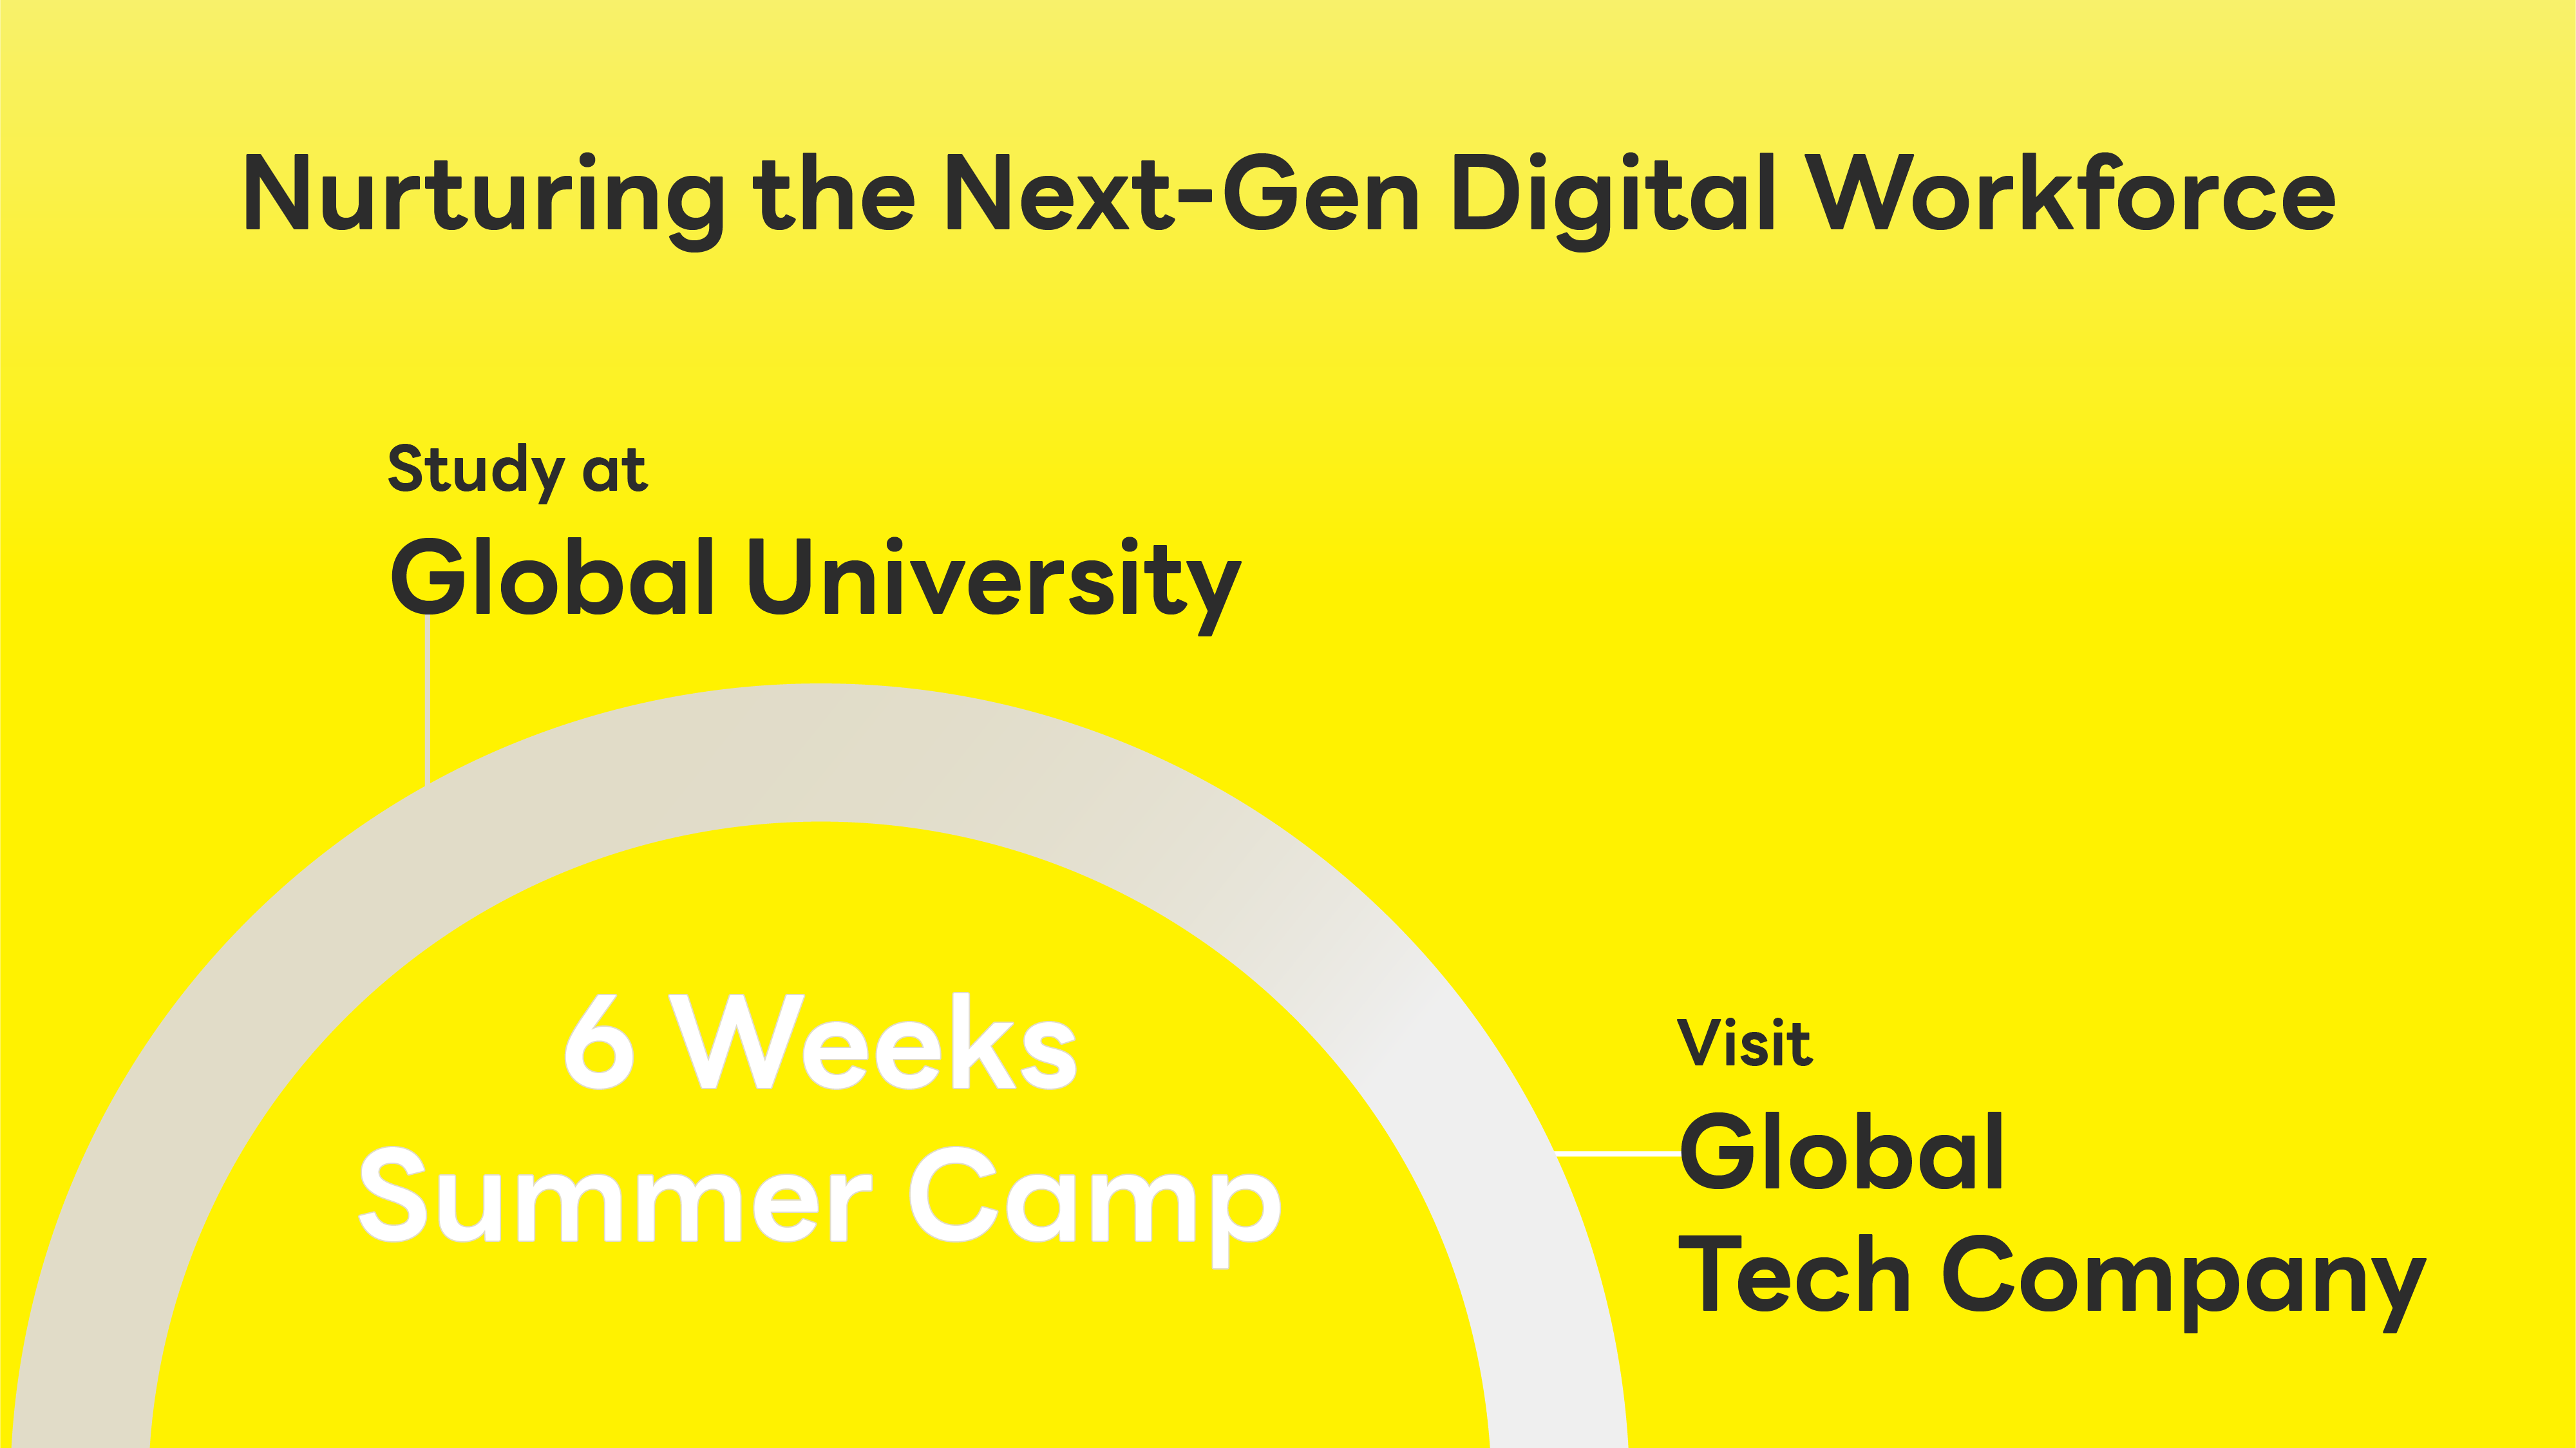 Nurturing the Next-Gen Digital Workforce
Study at
Global University
6 Weeks
Summer Camp
Visit
Global
Tech Company